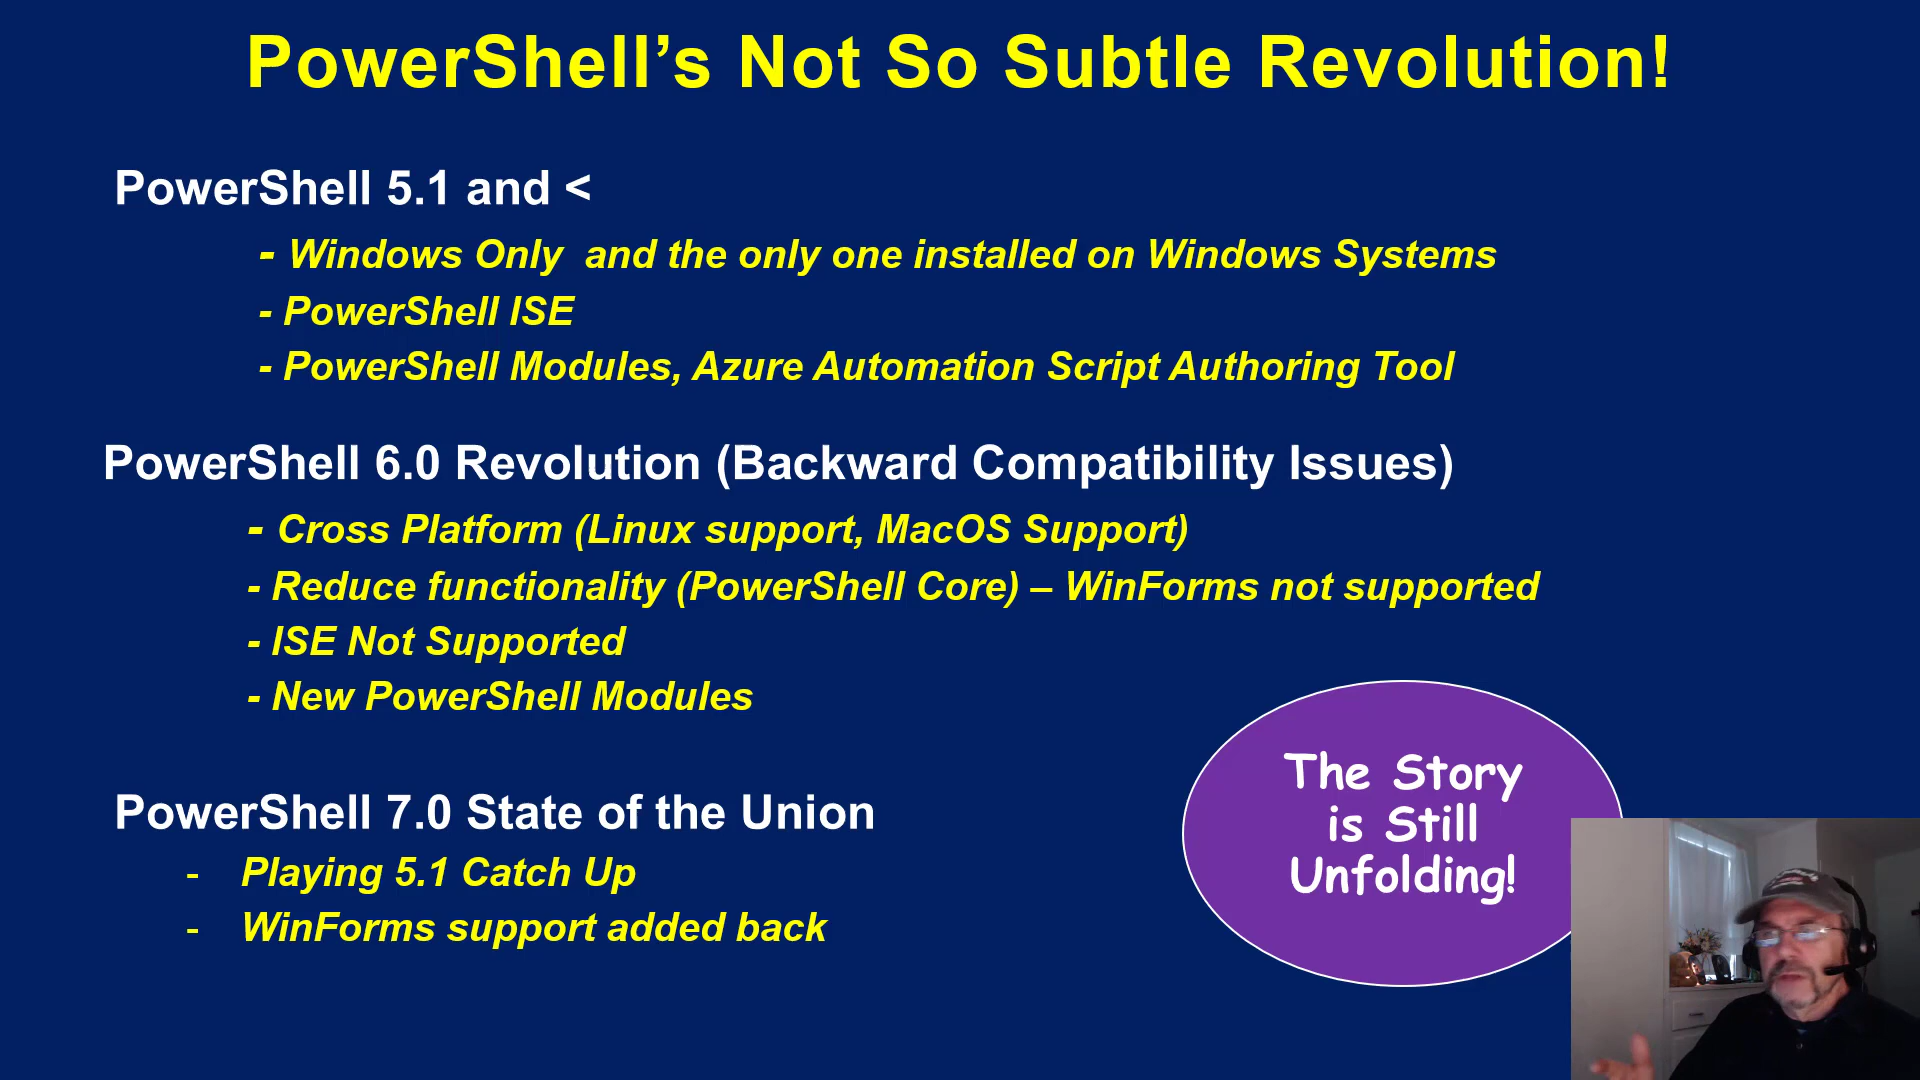 PowerShell’s Not So Subtle Revolution!
PowerShell 5.1 and <
- Windows Only  and the only one installed on Windows Systems
- PowerShell ISE
- PowerShell Modules, Azure Automation Script Authoring Tool
PowerShell 6.0 Revolution (Backward Compatibility Issues)
- Cross Platform (Linux support, MacOS Support)
- Reduce functionality (PowerShell Core) – WinForms not supported
- ISE Not Supported
- New PowerShell Modules
PowerShell 7.0 State of the Union
- Playing 5.1 Catch Up
- WinForms support added back
The Story
is Still
Unfolding!